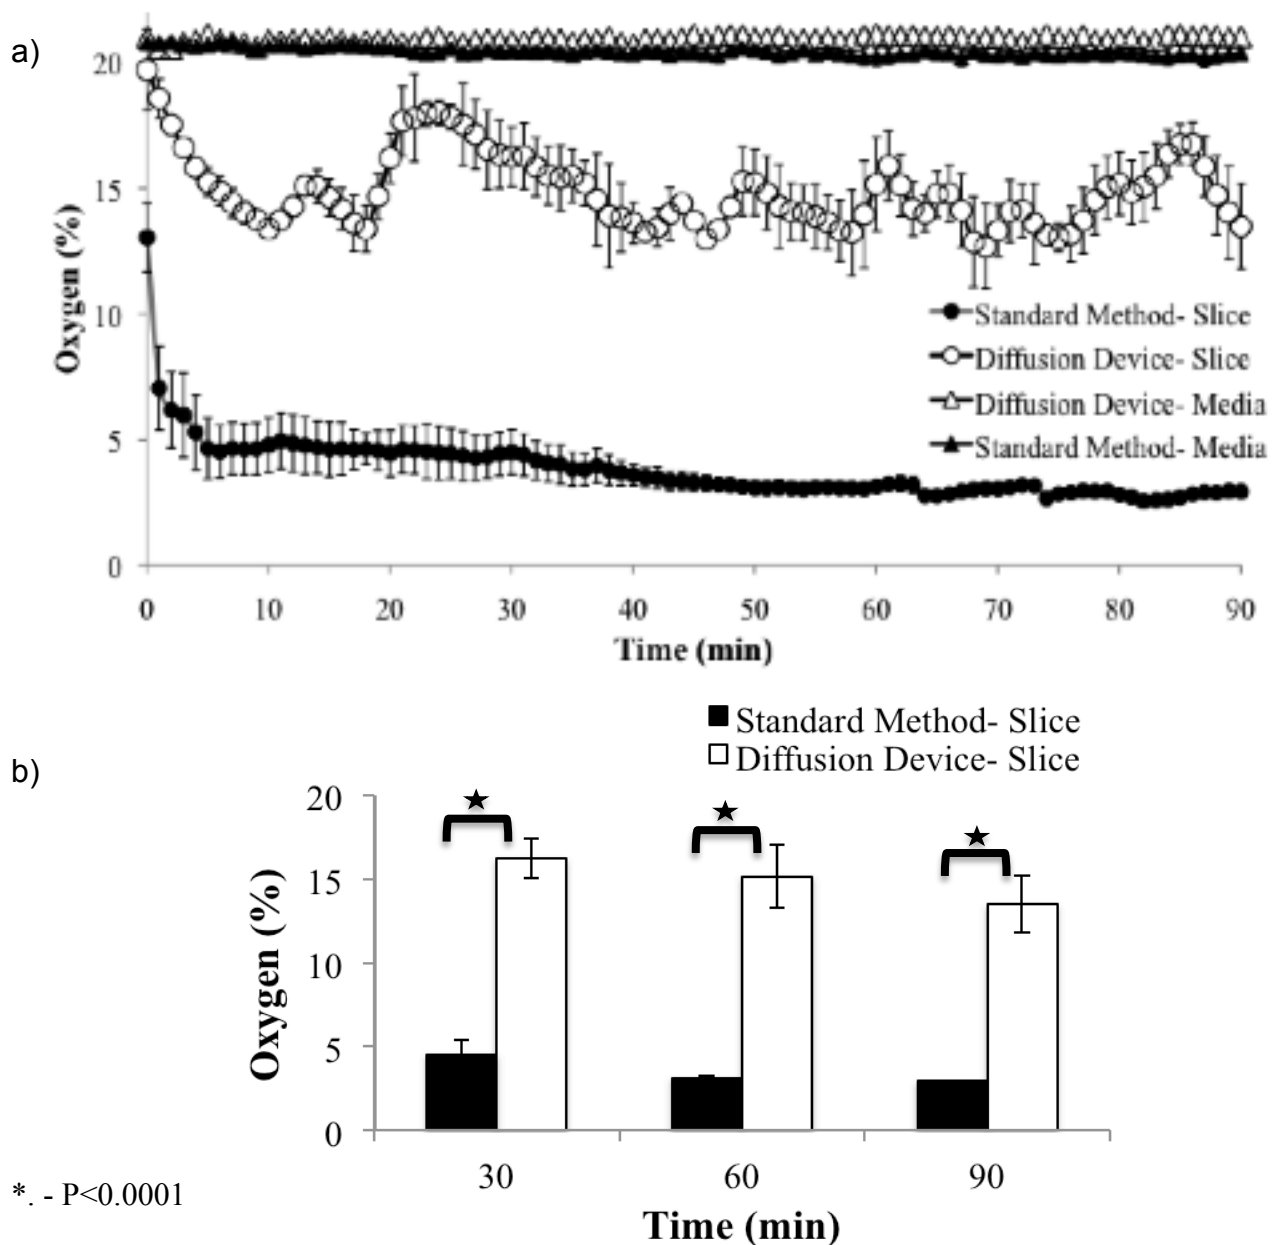 a)
20
15
10
5
0
Oxygen (%)
Standard Method- Slice
Diffusion Device- Slice
Diffusion Device- Media
Standard Method- Media
0 10 20 30 40 50 60 70 80 90
Time (min)
Standard Method- Slice
Diffusion Device- Slice
b)
20
15
10
5
0
Oxygen (%)
★ ★ ★
30 60 90
Time (min)
*. - P<0.0001